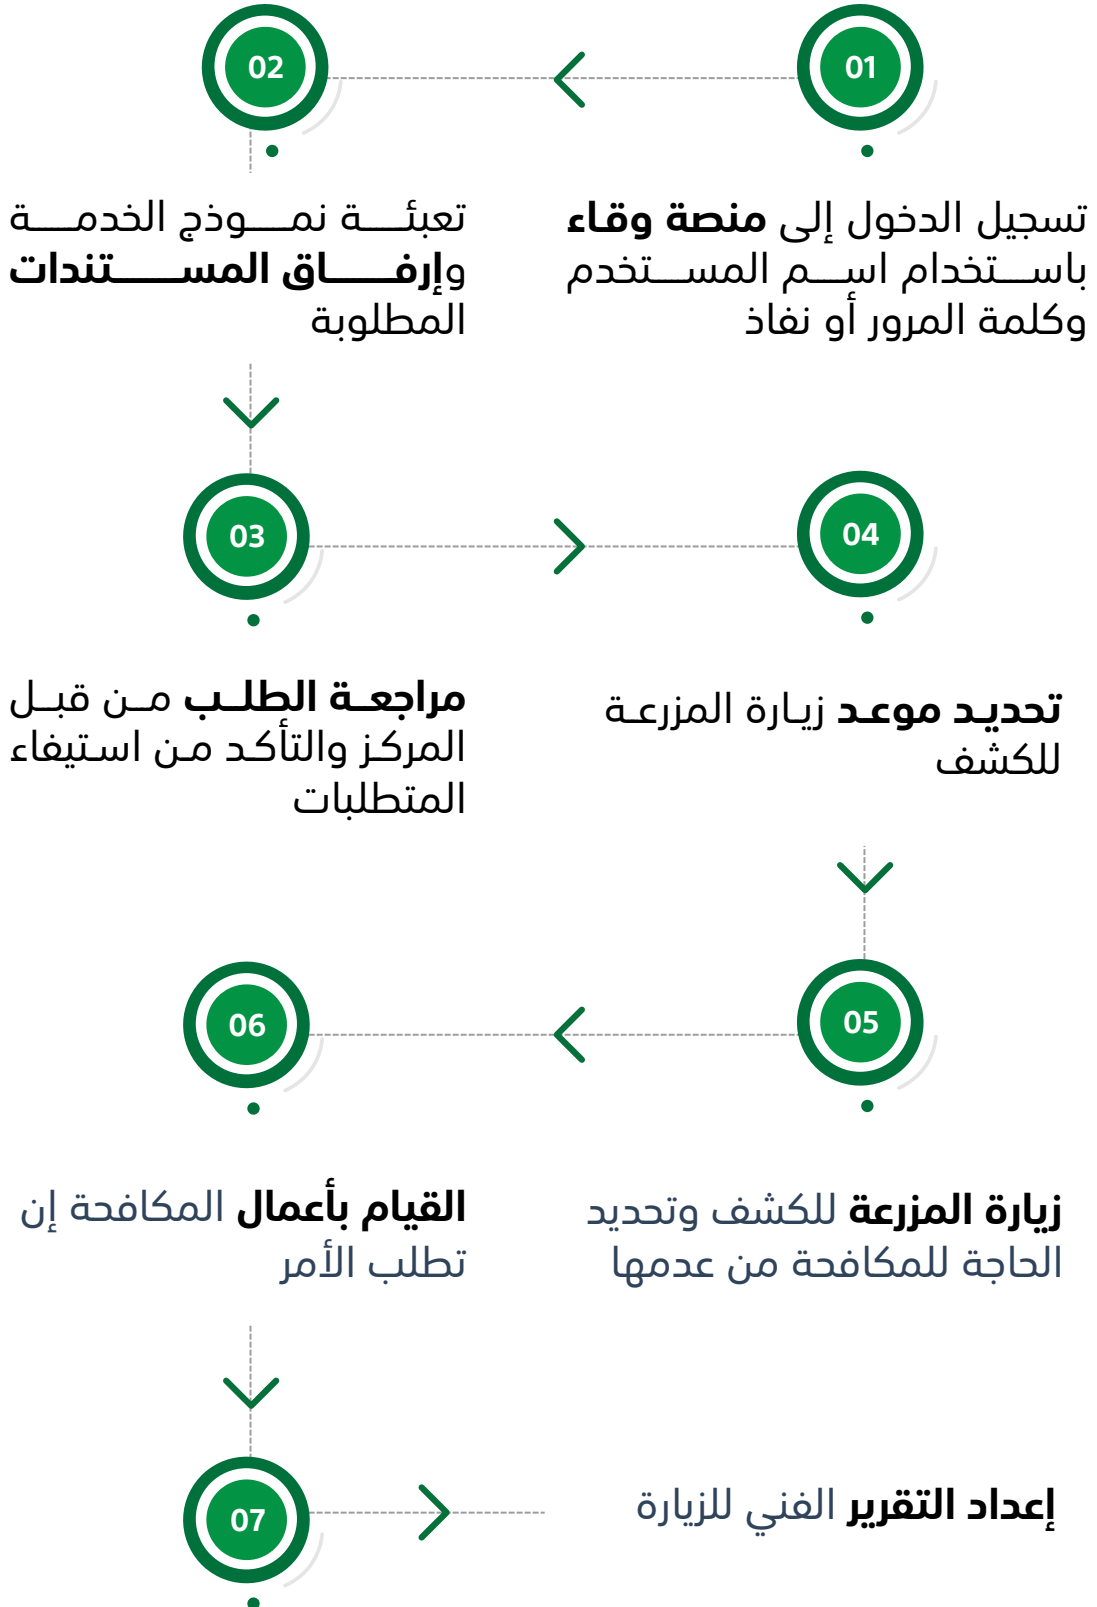 01
تسجيل الدخول إلى منصة وقاء
باستخدام اسم المستخدم
وكلمة المرور أو نفاذ
02
تعبئة نموذج الخدمة
وإرفاق المستندات
المطلوبة
03
مراجعة الطلب من قبل
المركز والتأكد من استيفاء
المتطلبات
04
تحديد موعد زيارة المزرعة
للكشف
05
زيارة المزرعة للكشف وتحديد
الحاجة للمكافحة من عدمها
06
القيام بأعمال المكافحة إن
تطلب الأمر
07
إعداد التقرير الفني للزيارة